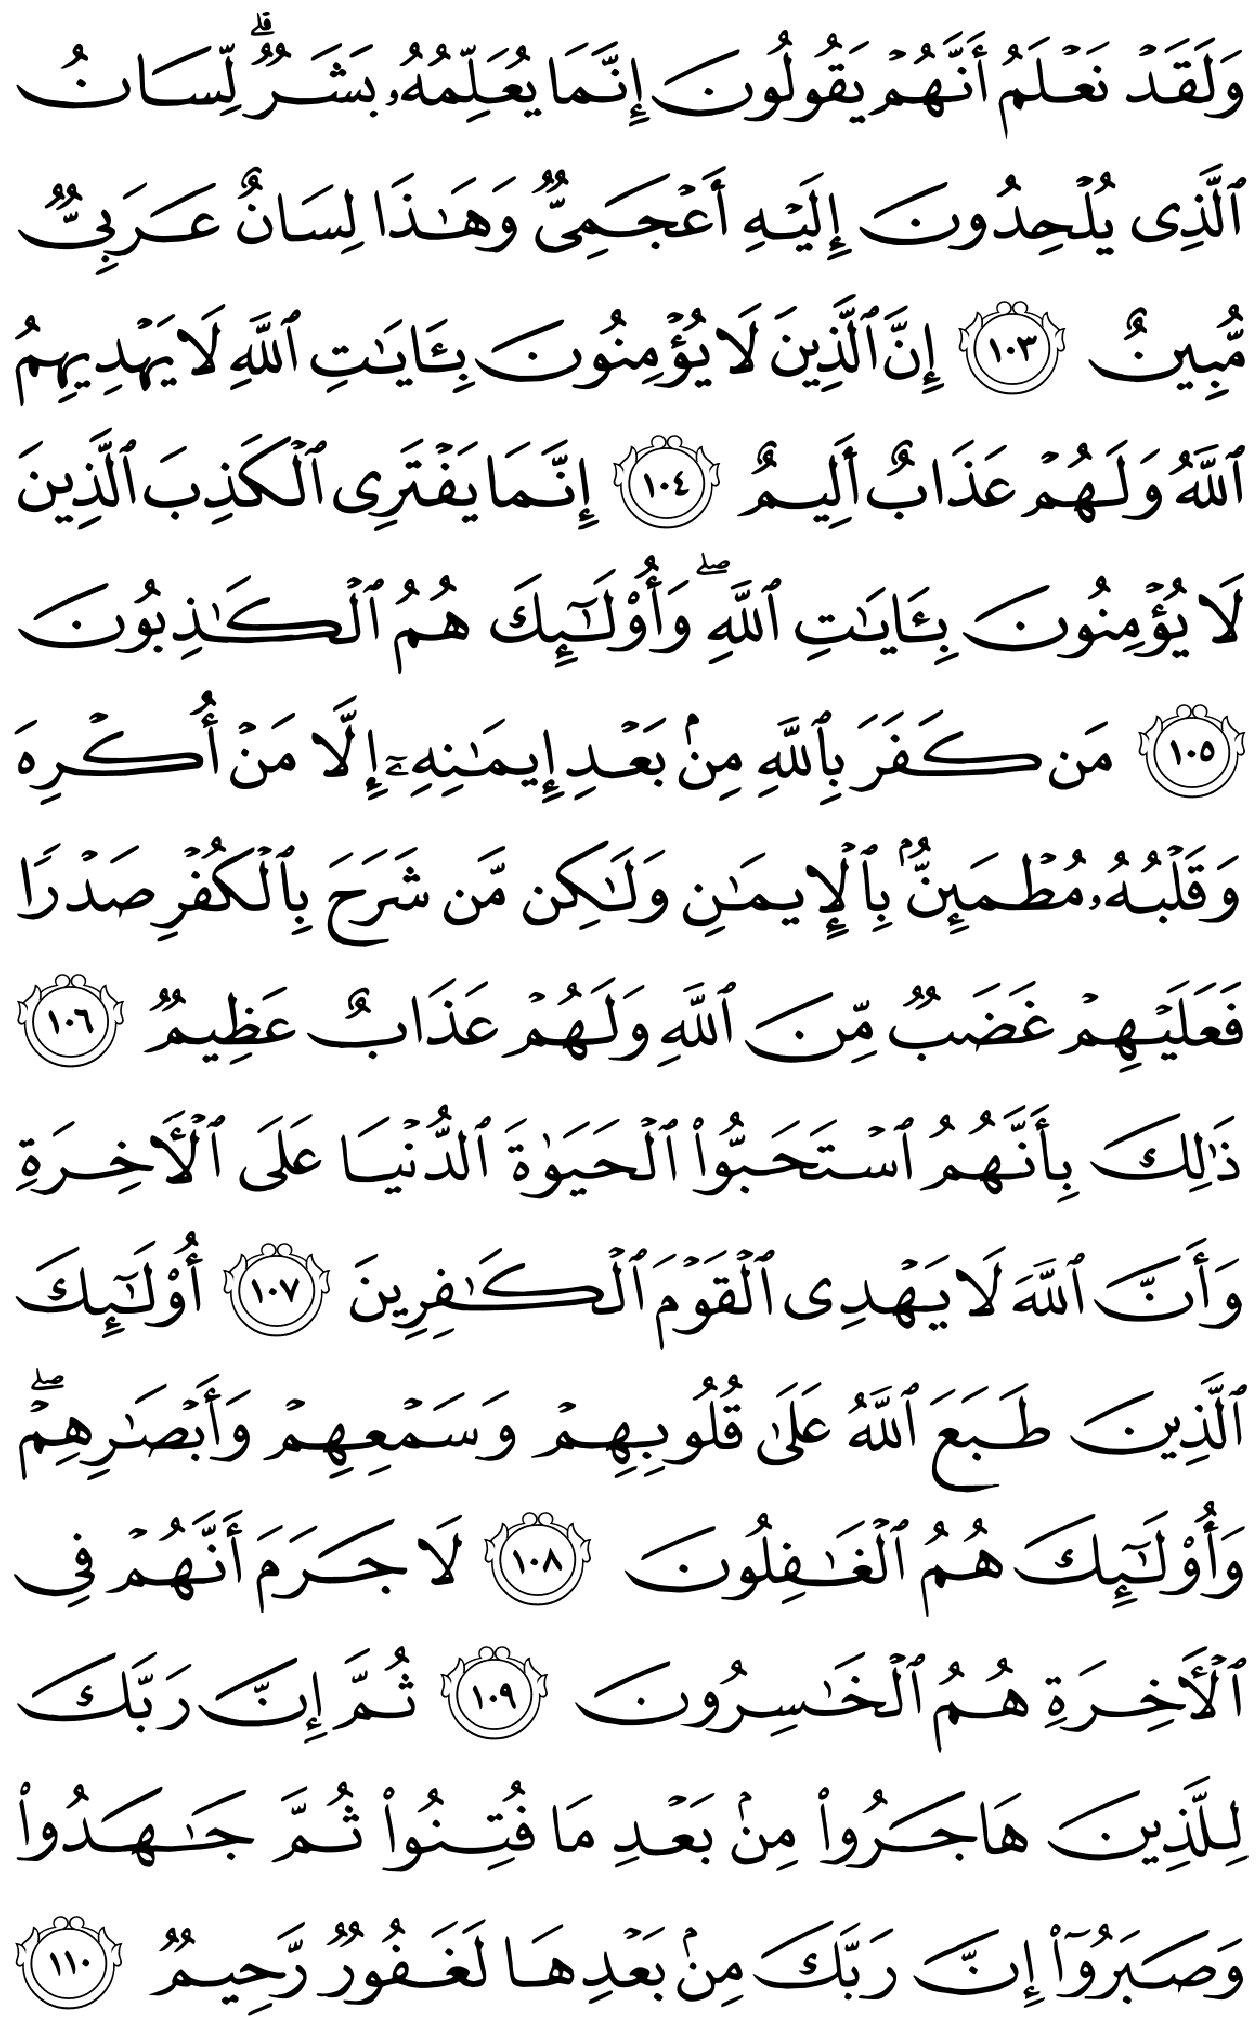 وَلَقَدۡ نَعۡلَمُ أَنَّهُمۡ يَقُولُونَ إِنَّمَا يُعَلِّمُهُۥ بَشَرٞۗ لِّسَانُ
ٱلَّذِي يُلۡحِدُونَ إِلَيۡهِ أَعۡجَمِيّٞ وَهَٰذَا لِسَانٌ عَرَبِيّٞ
مُّبِينٌ ١٠٣ إِنَّ ٱلَّذِينَ لَا يُؤۡمِنُونَ بِـَٔايَٰتِ ٱللَّهِ لَا يَهۡدِيهِمُ
ٱللَّهُ وَلَهُمۡ عَذَابٌ أَلِيمٌ ١٠٤ إِنَّمَا يَفۡتَرِي ٱلۡكَذِبَ ٱلَّذِينَ
لَا يُؤۡمِنُونَ بِـَٔايَٰتِ ٱللَّهِۖ وَأُوْلَٰٓئِكَ هُمُ ٱلۡكَٰذِبُونَ
١٠٥ مَن كَفَرَ بِٱللَّهِ مِنۢ بَعۡدِ إِيمَٰنِهِۦٓ إِلَّا مَنۡ أُكۡرِهَ
وَقَلۡبُهُۥ مُطۡمَئِنُّۢ بِٱلۡإِيمَٰنِ وَلَٰكِن مَّن شَرَحَ بِٱلۡكُفۡرِ صَدۡرٗا
فَعَلَيۡهِمۡ غَضَبٞ مِّنَ ٱللَّهِ وَلَهُمۡ عَذَابٌ عَظِيمٞ ١٠٦
ذَٰلِكَ بِأَنَّهُمُ ٱسۡتَحَبُّواْ ٱلۡحَيَوٰةَ ٱلدُّنۡيَا عَلَى ٱلۡأٓخِرَةِ
وَأَنَّ ٱللَّهَ لَا يَهۡدِي ٱلۡقَوۡمَ ٱلۡكَٰفِرِينَ ١٠٧ أُوْلَٰٓئِكَ
ٱلَّذِينَ طَبَعَ ٱللَّهُ عَلَىٰ قُلُوبِهِمۡ وَسَمۡعِهِمۡ وَأَبۡصَٰرِهِمۡۖ
وَأُوْلَٰٓئِكَ هُمُ ٱلۡغَٰفِلُونَ ١٠٨ لَا جَرَمَ أَنَّهُمۡ فِي
ٱلۡأٓخِرَةِ هُمُ ٱلۡخَٰسِرُونَ ١٠٩ ثُمَّ إِنَّ رَبَّكَ
لِلَّذِينَ هَاجَرُواْ مِنۢ بَعۡدِ مَا فُتِنُواْ ثُمَّ جَٰهَدُواْ
وَصَبَرُوٓاْ إِنَّ رَبَّكَ مِنۢ بَعۡدِهَا لَغَفُورٞ رَّحِيمٞ ١١٠